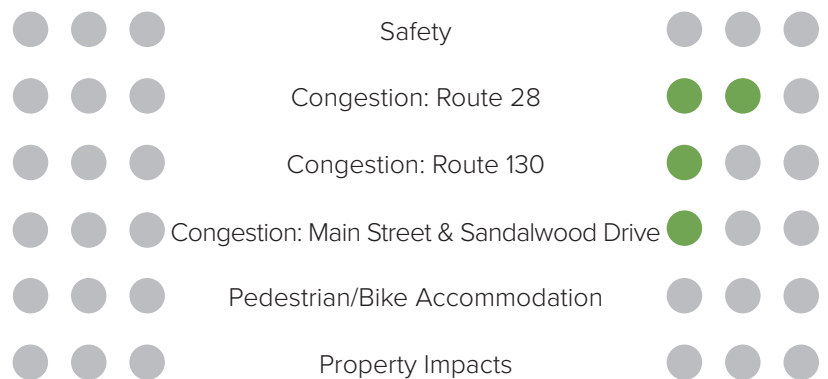 Safety
Congestion: Route 28
Congestion: Route 130
Congestion: Main Street & Sandalwood Drive
Pedestrian/Bike Accommodation
Property Impacts